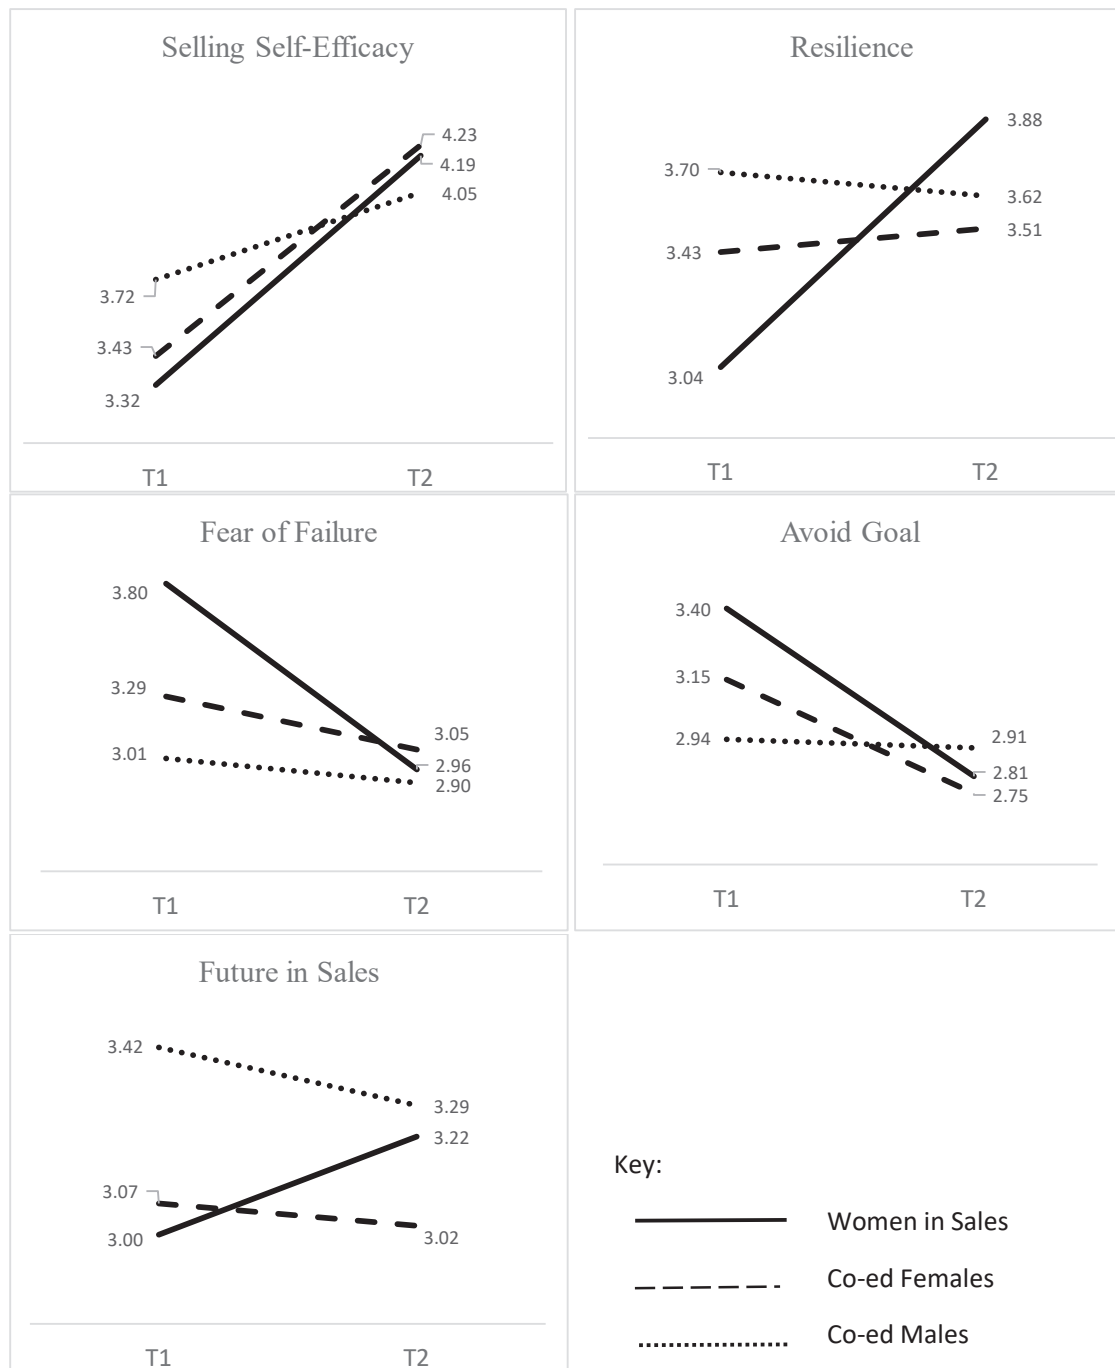 Selling Self-Efficacy
4.23
4.19
4.05
3.72
3.43
3.32
T1 T2
Resilience
3.88
3.70
3.62
3.51
3.43
3.04
T1 T2
Fear of Failure
3.80
3.29
3.05
3.01
2.96
2.90
T1 T2
Avoid Goal
3.40
3.15
2.94
2.91
2.81
2.75
T1 T2
Future in Sales
3.42
3.29
3.22
3.07
3.02
3.00
T1 T2
Key:
Women in Sales
Co-ed Females
Co-ed Males